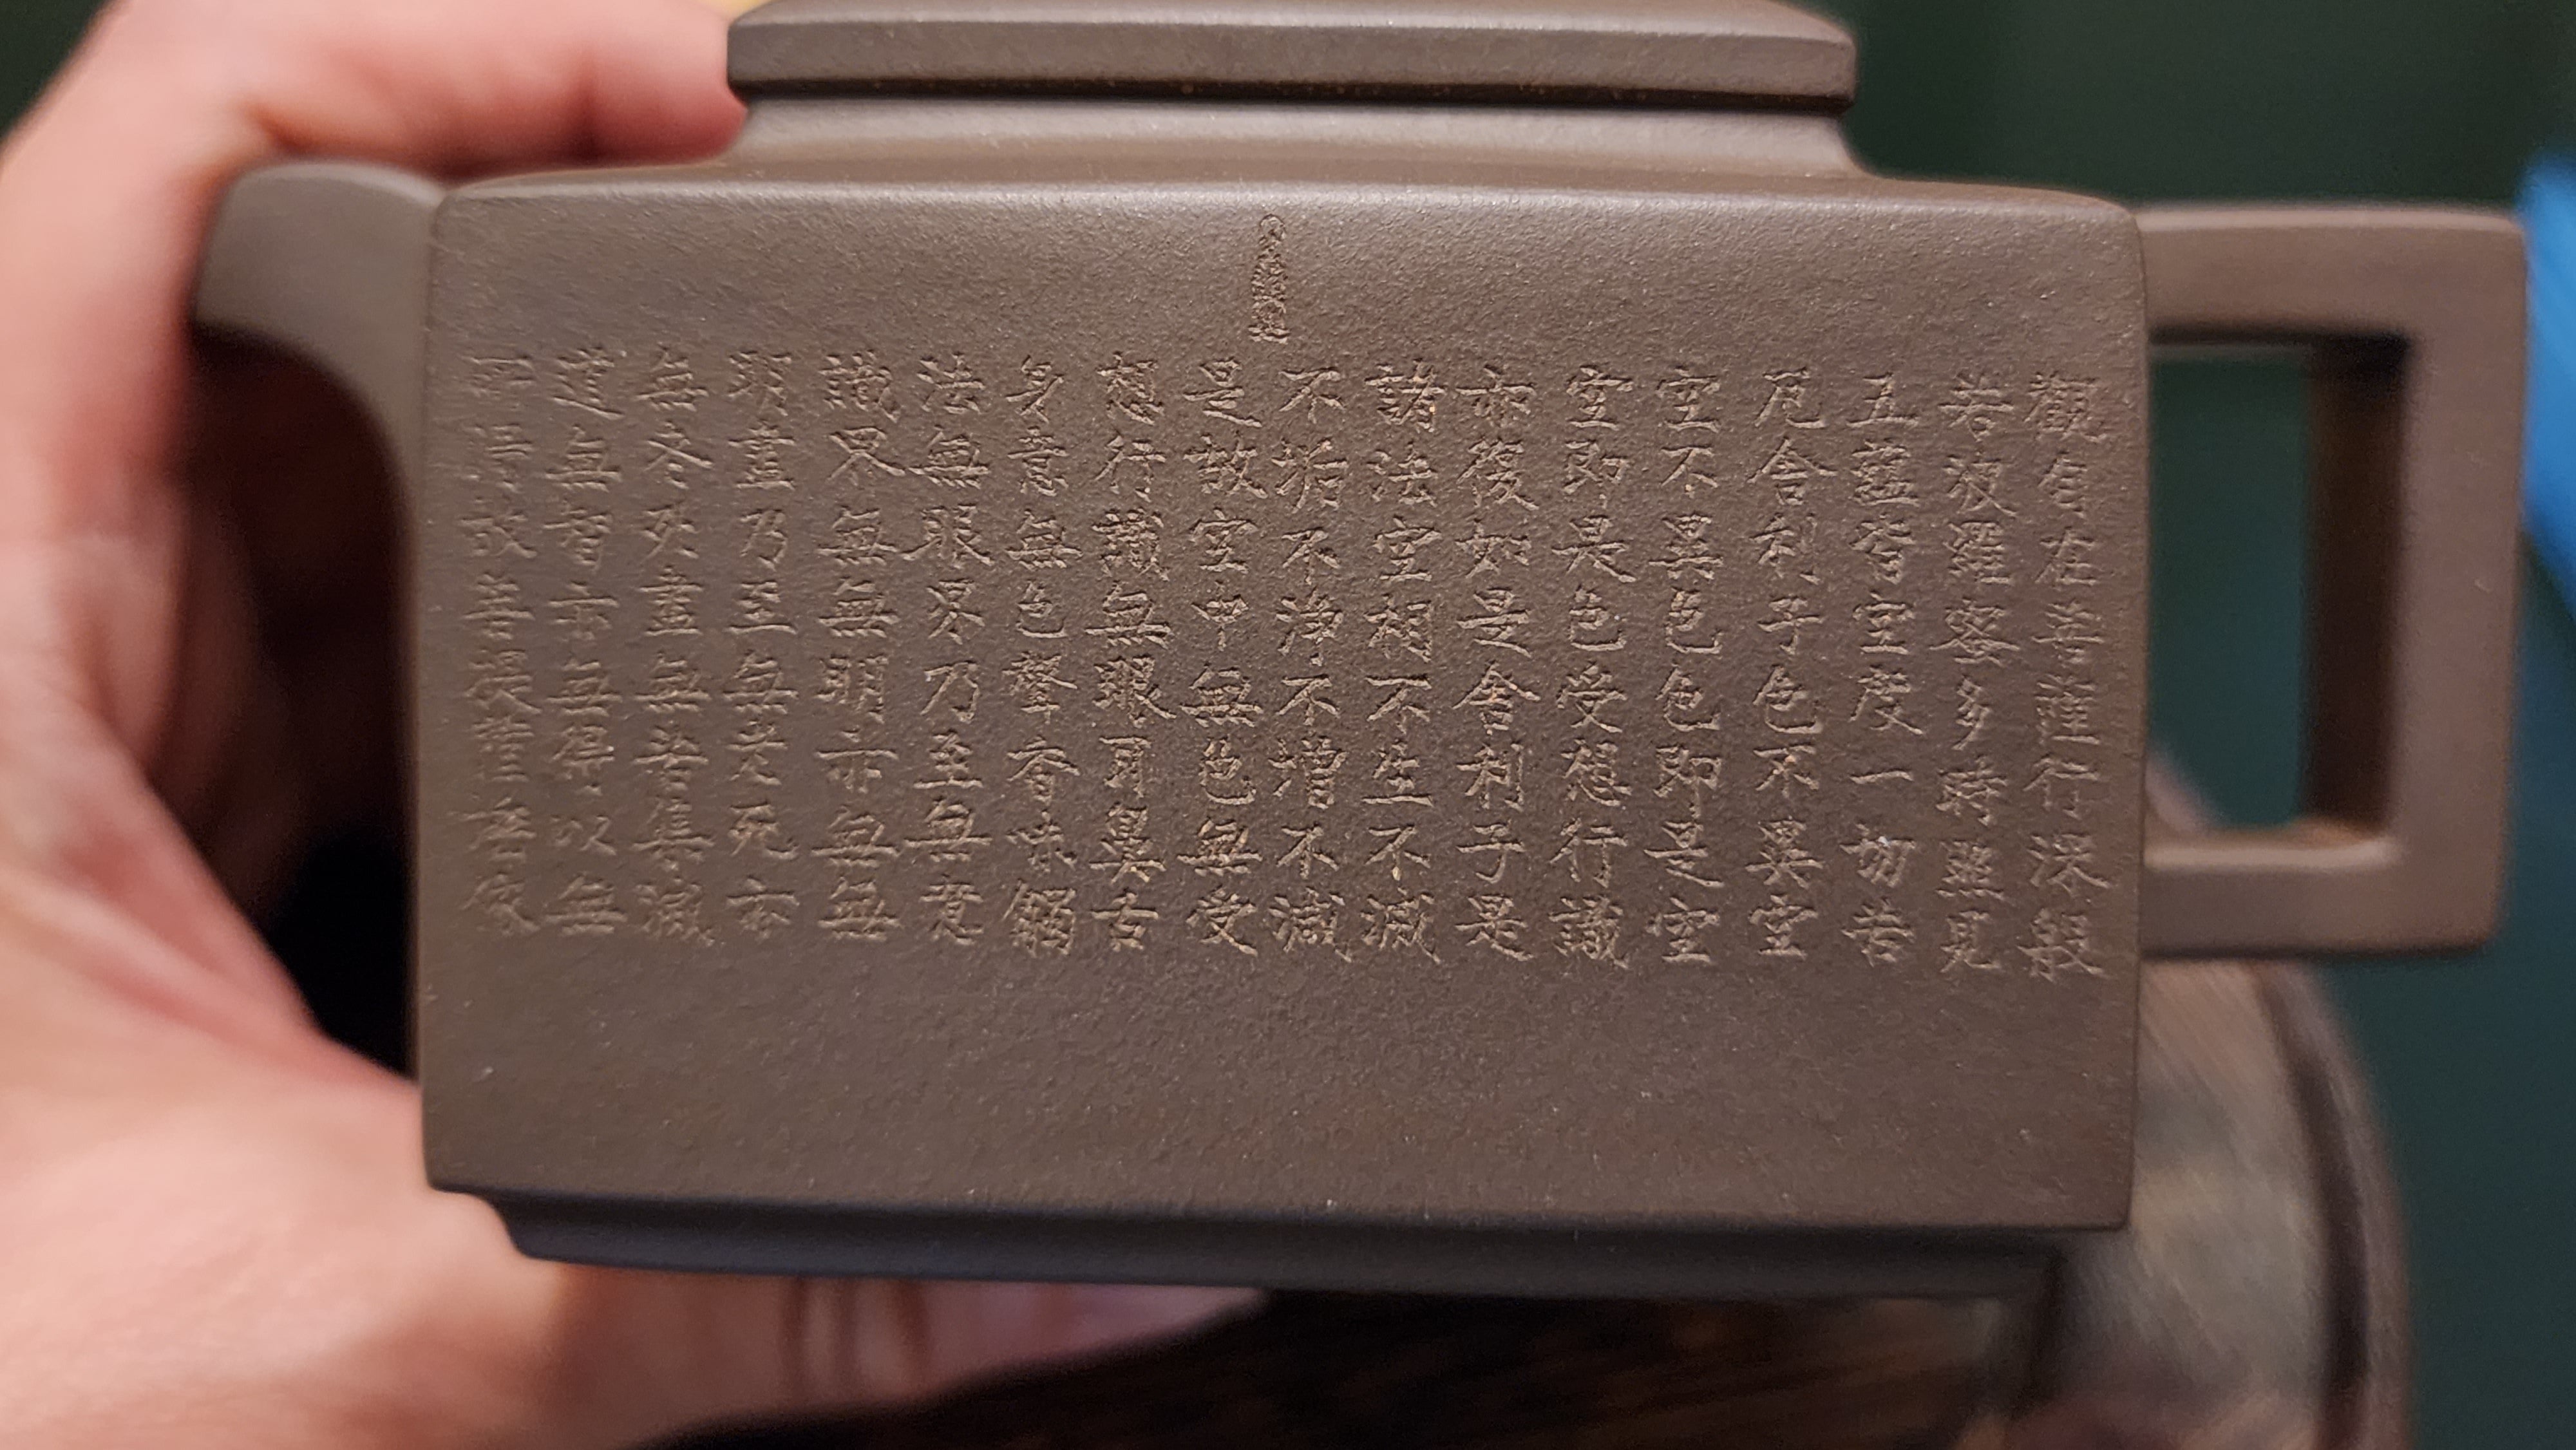 觀自在菩薩行深般
若波羅蜜多時照見
五蘊皆空度一切苦
厄舍利子色不異空
空不異色色即是空
空即是色受想行識
亦復如是舍利子是
諸法空相不生不滅
不垢不淨不增不減
是故空中無色無受
想行識無眼耳鼻舌
身意無色聲香味觸
法無眼界乃至無意
識界無無明亦無無
明盡乃至無老死亦
無老死盡無苦集滅
道無智亦無得以無
所得故菩提薩埵依